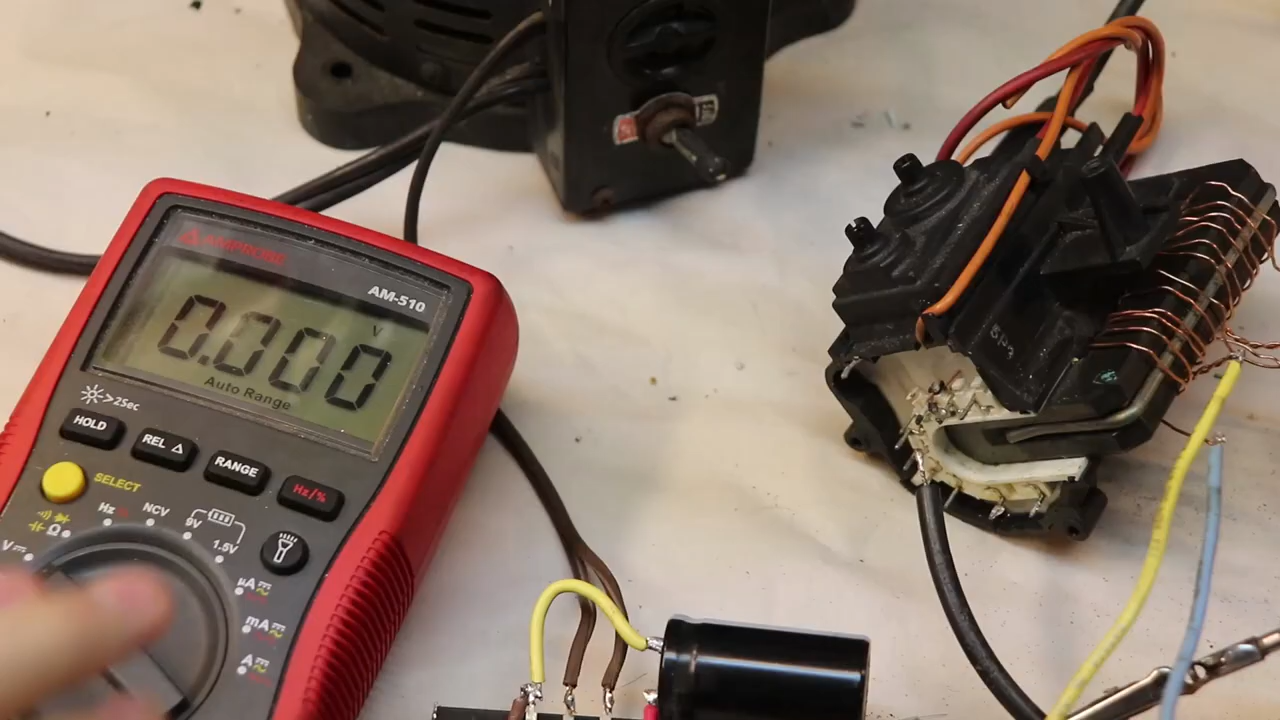 AMPROBE
AM-510
0.000
V
Auto Range
>2Sec
HOLD
REL Δ
RANGE
Hz/%
SELECT
Hz
NCV
9V
1.5V
Ω
V
µA
mA
A